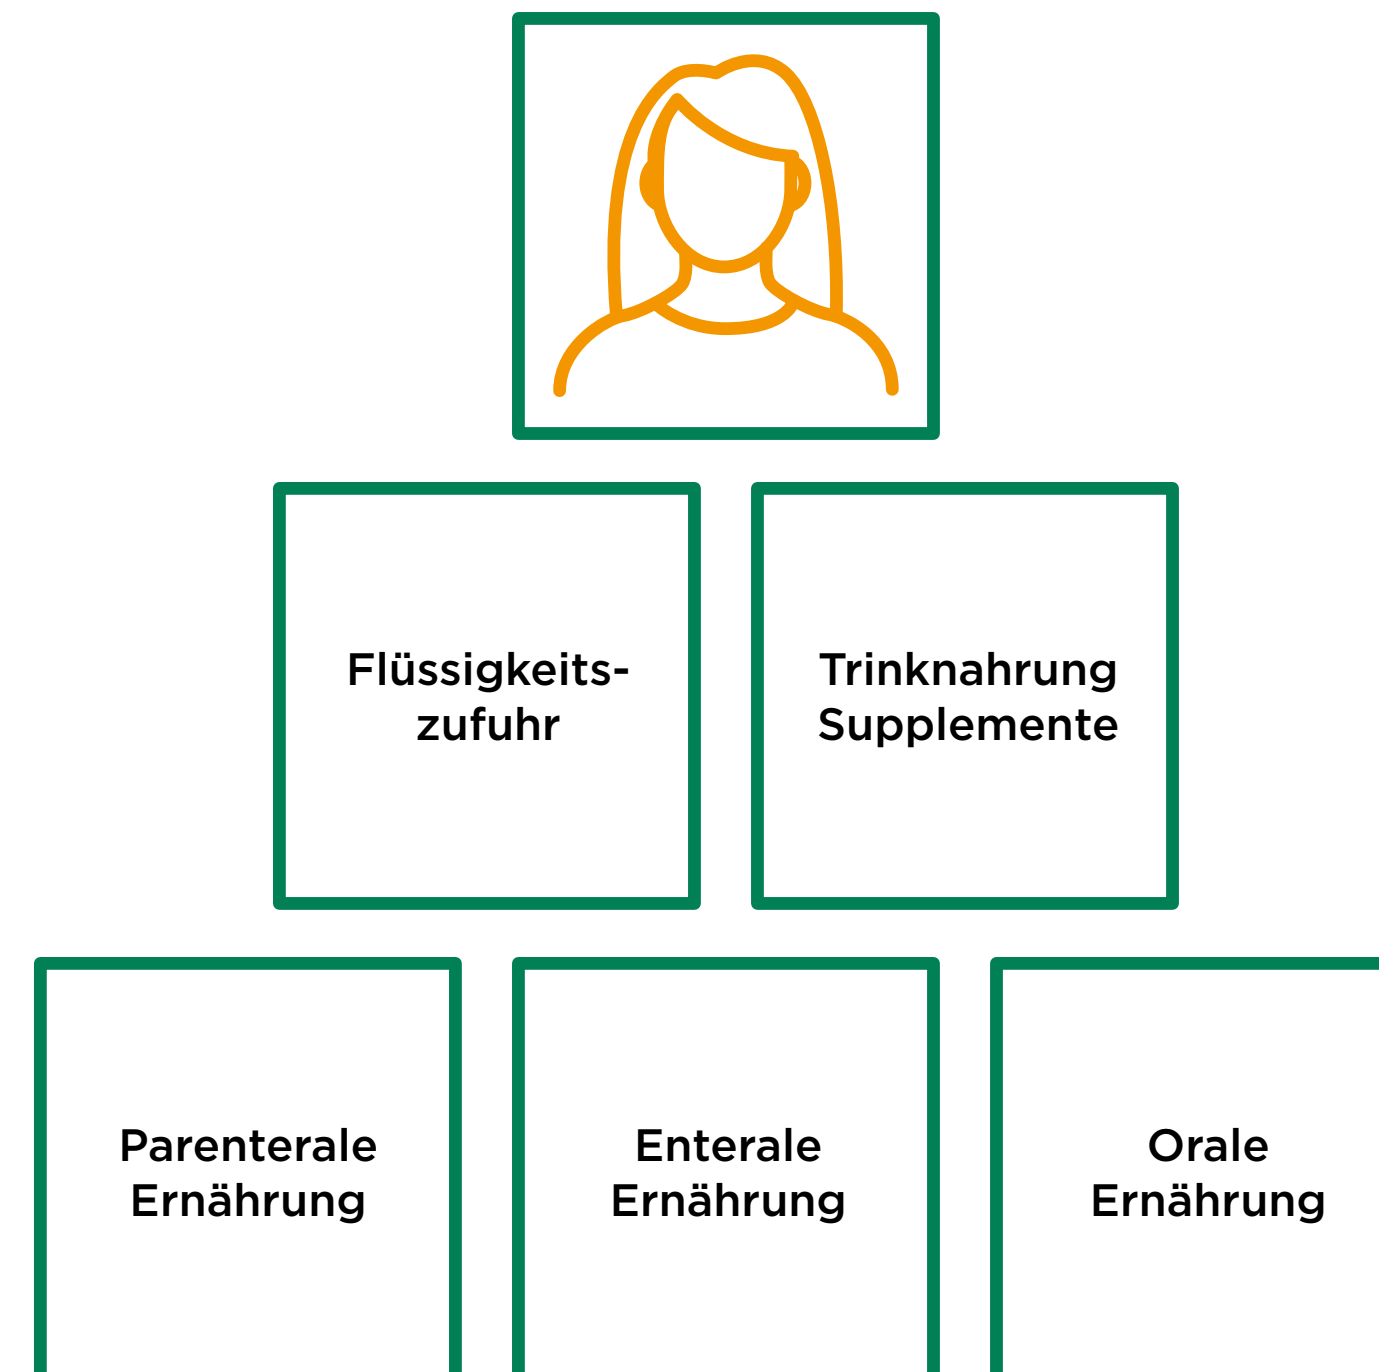 Flüssigkeits-
zufuhr
Trinknahrung
Supplemente
Parenterale
Ernährung
Enterale
Ernährung
Orale
Ernährung